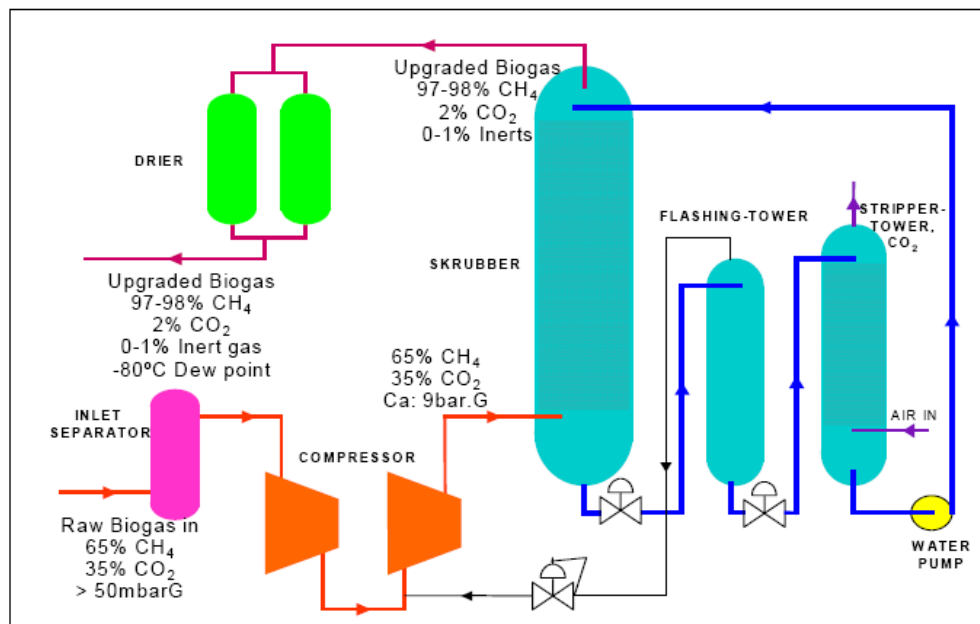 Upgraded Biogas
97-98% CH₄
2% CO₂
0-1% Inerts
DRIER
FLASHING-TOWER
STRIPPER-
TOWER,
CO₂
SKRUBBER
Upgraded Biogas
97-98% CH₄
2% CO₂
0-1% Inert gas
-80ºC Dew point
65% CH₄
35% CO₂
Ca: 9bar.G
INLET
SEPARATOR
AIR IN
COMPRESSOR
Raw Biogas in
65% CH₄
35% CO₂
> 50mbarG
WATER
PUMP